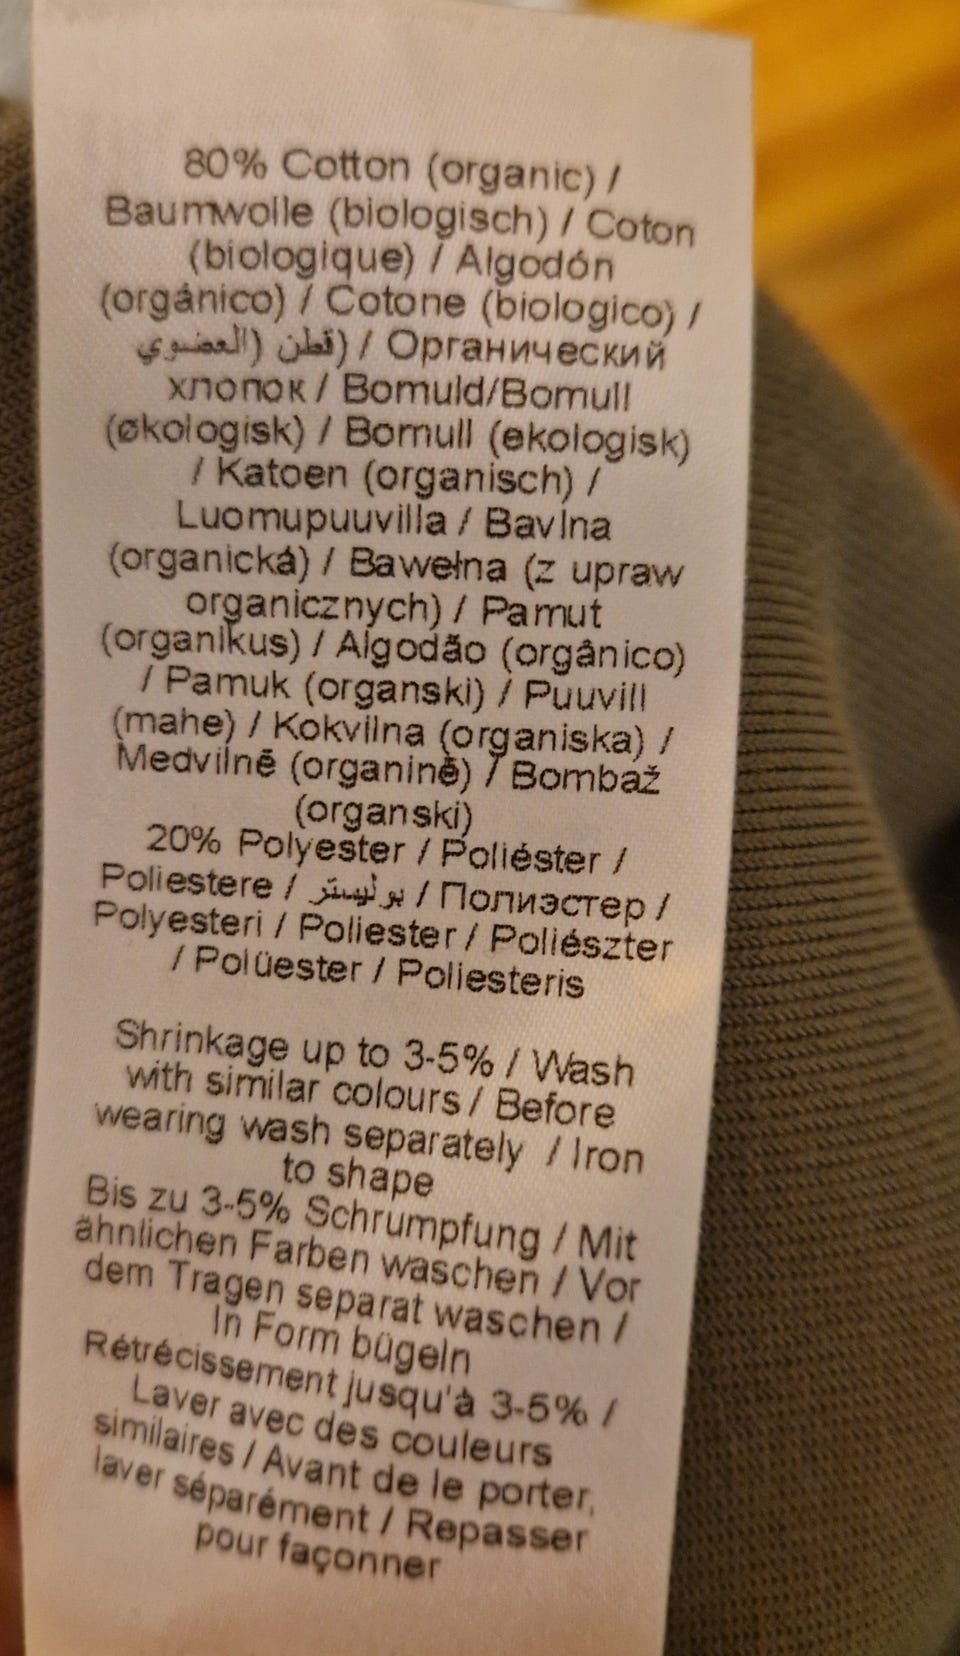 80% Cotton (organic) /
Baumwolle (biologisch) / Coton
(biologique) / Algodón
(orgánico) / Cotone (biologico) /
قطن (العضوي) / Органический
хлопок / Bomuld/Bomull
(økologisk) / Bomull (ekologisk)
/ Katoen (organisch) /
Luomupuuvilla / Bavlna
(organická) / Bawełna (z upraw
organicznych) / Pamut
(organikus) / Algodão (orgânico)
/ Pamuk (organski) / Puuvill
(mahe) / Kokvilna (organiska) /
Medvilnė (organinė) / Bombaž
(organski)
20% Polyester / Poliéster /
Poliestere / بوليستر / Полиэстер /
Polyesteri / Poliester / Poliészter
/ Polüester / Poliesteris
Shrinkage up to 3-5% / Wash
with similar colours / Before
wearing wash separately / Iron
to shape
Bis zu 3-5% Schrumpfung / Mit
ähnlichen Farben waschen / Vor
dem Tragen separat waschen /
In Form bügeln
Rétrécissement jusqu'à 3-5% /
Laver avec des couleurs
similaires / Avant de le porter,
laver séparément / Repasser
pour façonner